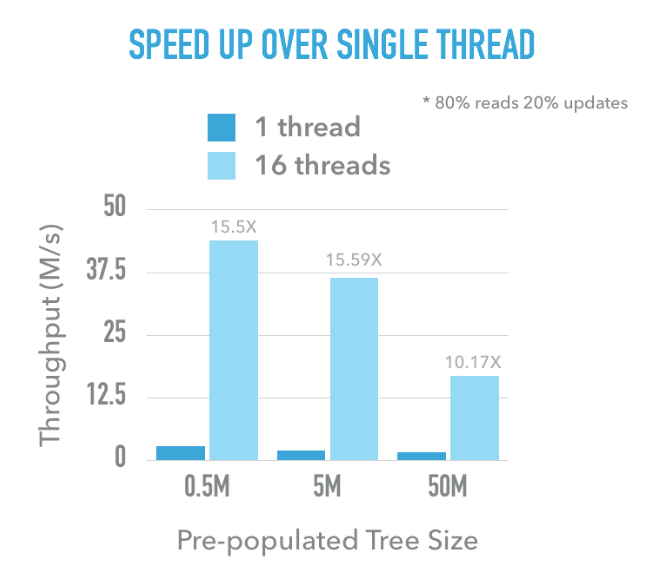 SPEED UP OVER SINGLE THREAD
* 80% reads 20% updates
1 thread
16 threads
50
37.5
25
12.5
0
Throughput (M/s)
15.5X
15.59X
10.17X
0.5M
5M
50M
Pre-populated Tree Size